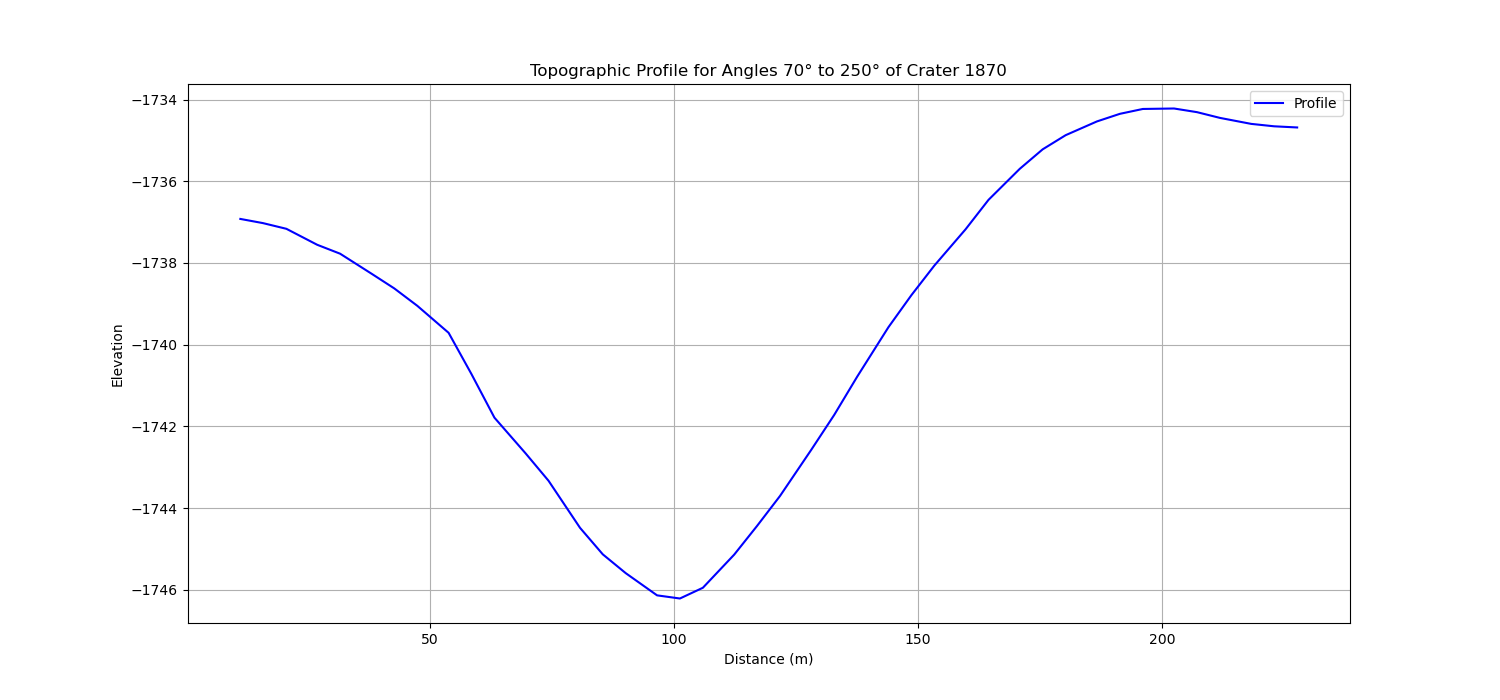 Topographic Profile for Angles 70° to 250° of Crater 1870
Profile
−1734
−1736
−1738
−1740
−1742
−1744
−1746
Elevation
50 100 150 200
Distance (m)